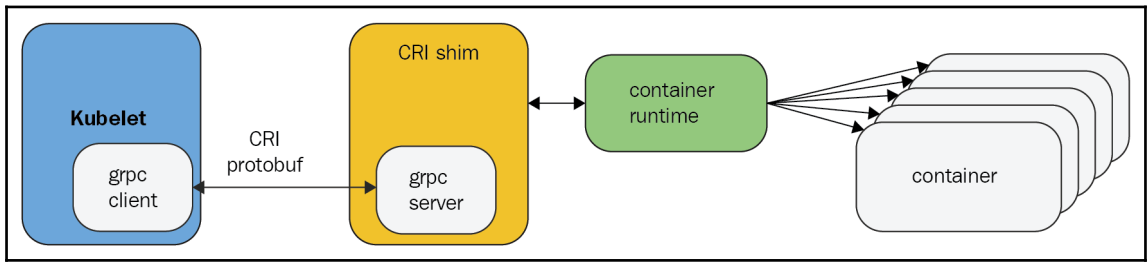 Kubelet
grpc
client
CRI
protobuf
CRI shim
grpc
server
container
runtime
container